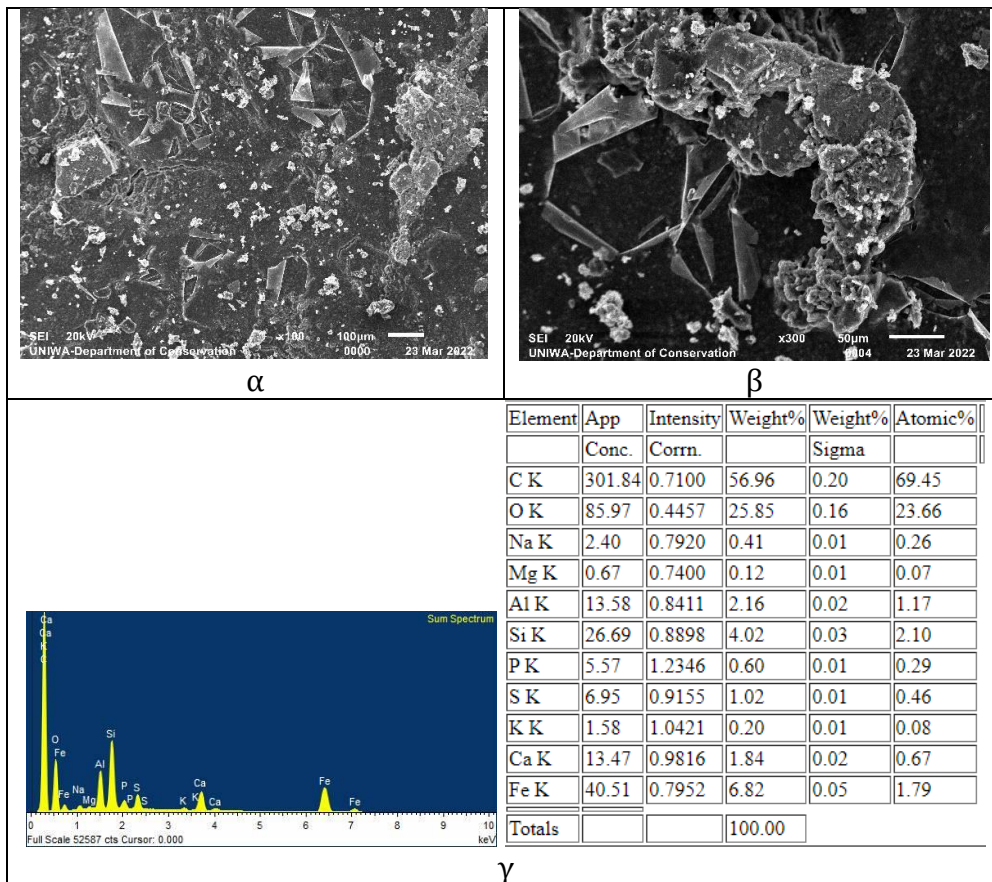 SEI 20kV x100 100μm
UNIWA-Department of Conservation 0000 23 Mar 2022
α
SEI 20kV x300 50μm
UNIWA-Department of Conservation 0004 23 Mar 2022
β
Sum Spectrum
Ca
Ca
K
C
O
Fe
Fe
Na
Mg
Al
Si
P
P
S
S
K
K
Ca
Ca
Fe
Fe
0 1 2 3 4 5 6 7 8 9 10
Full Scale 52587 cts Cursor: 0.000 keV
Element App Intensity Weight% Weight% Atomic%
Conc. Corrn. Sigma
C K 301.84 0.7100 56.96 0.20 69.45
O K 85.97 0.4457 25.85 0.16 23.66
Na K 2.40 0.7920 0.41 0.01 0.26
Mg K 0.67 0.7400 0.12 0.01 0.07
Al K 13.58 0.8411 2.16 0.02 1.17
Si K 26.69 0.8898 4.02 0.03 2.10
P K 5.57 1.2346 0.60 0.01 0.29
S K 6.95 0.9155 1.02 0.01 0.46
K K 1.58 1.0421 0.20 0.01 0.08
Ca K 13.47 0.9816 1.84 0.02 0.67
Fe K 40.51 0.7952 6.82 0.05 1.79
Totals 100.00
γ